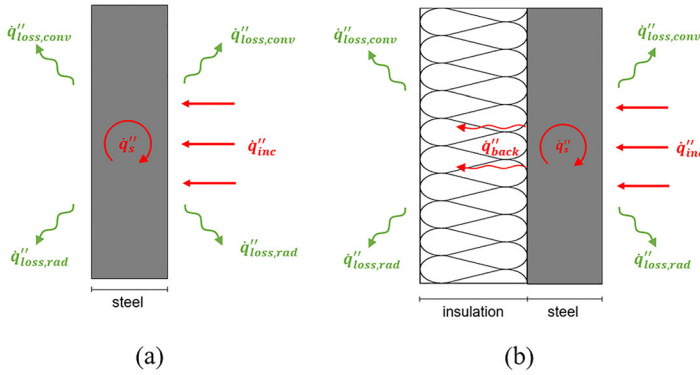 q̇″loss,conv
q̇″loss,conv
q̇″s
q̇″inc
q̇″loss,rad
q̇″loss,rad
steel
(a)
q̇″loss,conv
q̇″loss,conv
q̇″back
q̇″s
q̇″inc
q̇″loss,rad
q̇″loss,rad
insulation
steel
(b)